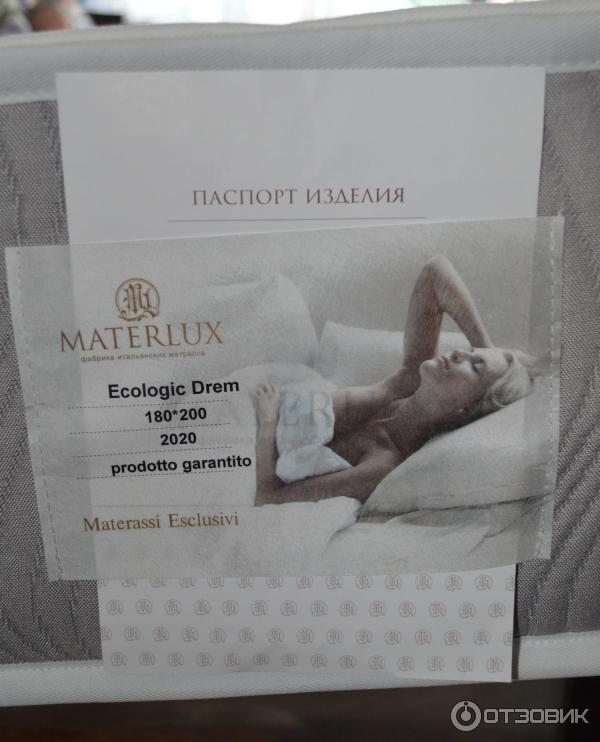 ПАСПОРТ ИЗДЕЛИЯ
MATERLUX
фабрика итальянских матрасов
Ecologic Drem
180*200
2020
prodotto garantito
Materassi Esclusivi
ОТЗОВИК